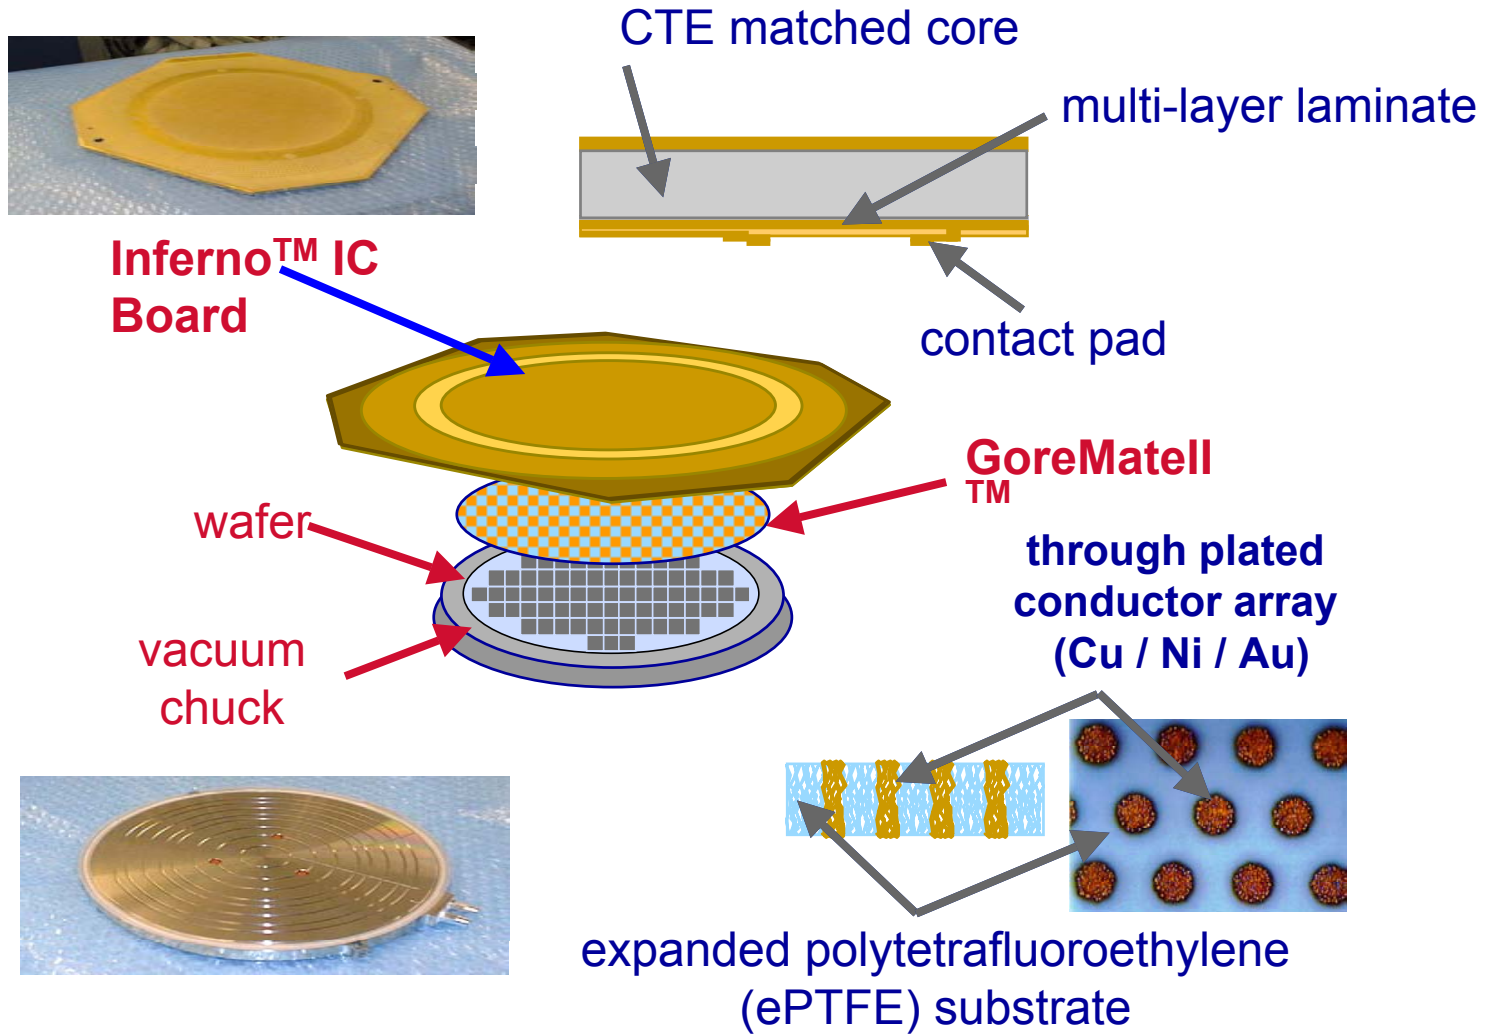 CTE matched core
multi-layer laminate
Inferno™ IC
Board
contact pad
GoreMateII
™
wafer
through plated
conductor array
(Cu / Ni / Au)
vacuum
chuck
expanded polytetrafluoroethylene
(ePTFE) substrate